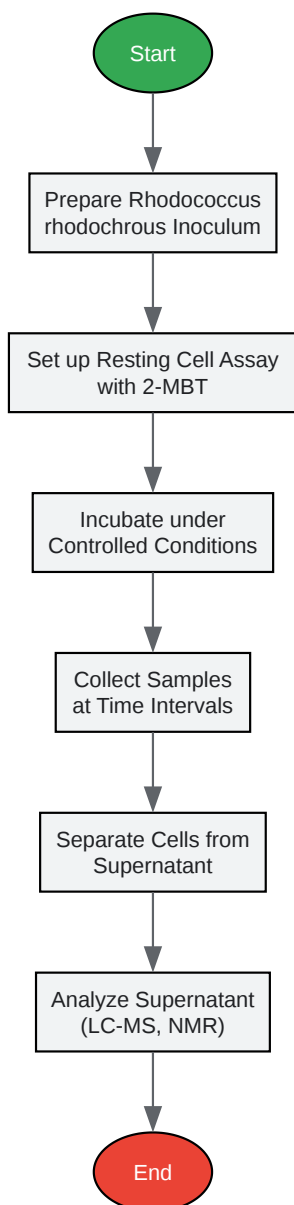 Start
Prepare Rhodococcus
rhodochrous Inoculum
Set up Resting Cell Assay
with 2-MBT
Incubate under
Controlled Conditions
Collect Samples
at Time Intervals
Separate Cells from
Supernatant
Analyze Supernatant
(LC-MS, NMR)
End